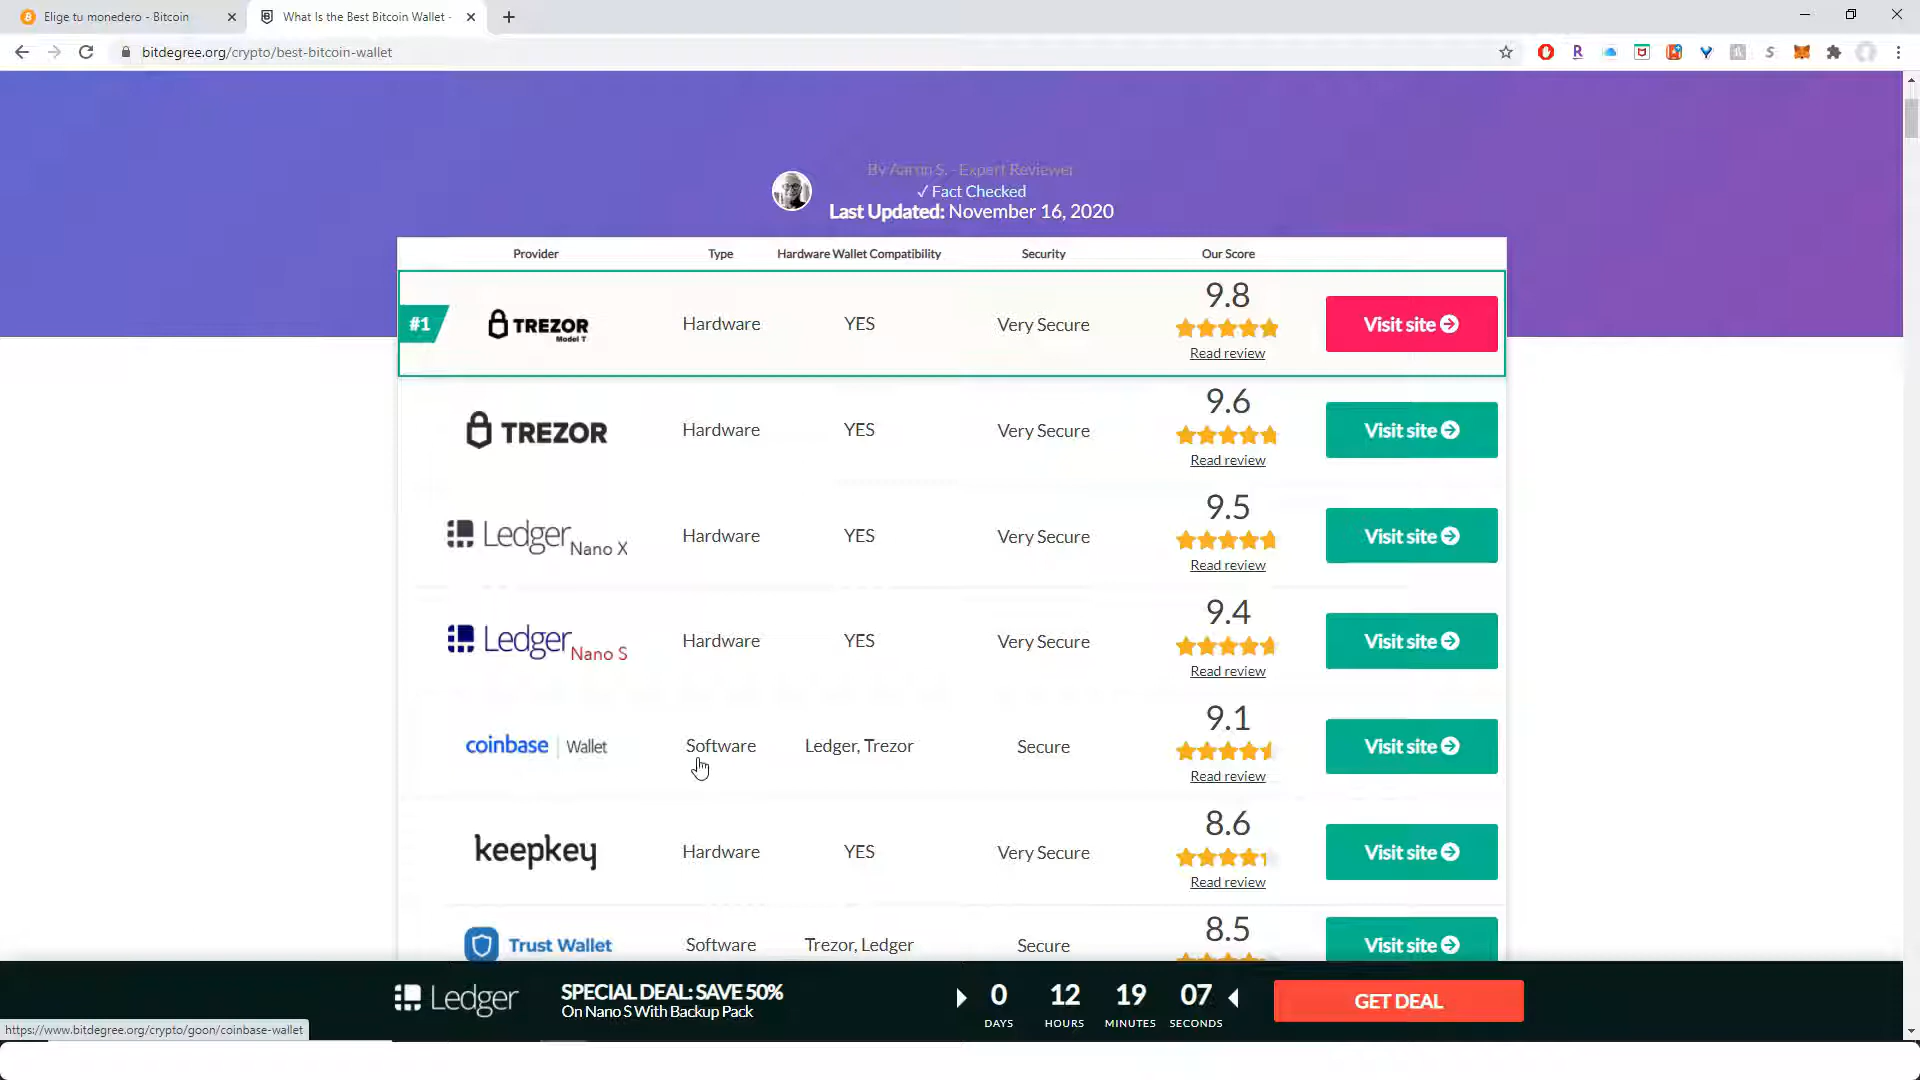 Elige tu monedero - Bitcoin
What Is the Best Bitcoin Wallet -
bitdegree.org/crypto/best-bitcoin-wallet
By Aaron S. - Expert Reviewer
✓ Fact Checked
Last Updated: November 16, 2020
Provider Type Hardware Wallet Compatibility Security Our Score
#1 TREZOR Model T Hardware YES Very Secure 9.8 Visit site
Read review
TREZOR Hardware YES Very Secure 9.6 Visit site
Read review
Ledger Nano X Hardware YES Very Secure 9.5 Visit site
Read review
Ledger Nano S Hardware YES Very Secure 9.4 Visit site
Read review
coinbase | Wallet Software Ledger, Trezor Secure 9.1 Visit site
Read review
keepkey Hardware YES Very Secure 8.6 Visit site
Read review
Trust Wallet Software Trezor, Ledger Secure 8.5 Visit site
Ledger SPECIAL DEAL: SAVE 50% 0 12 19 07 GET DEAL
On Nano S With Backup Pack DAYS HOURS MINUTES SECONDS
https://www.bitdegree.org/crypto/goon/coinbase-wallet